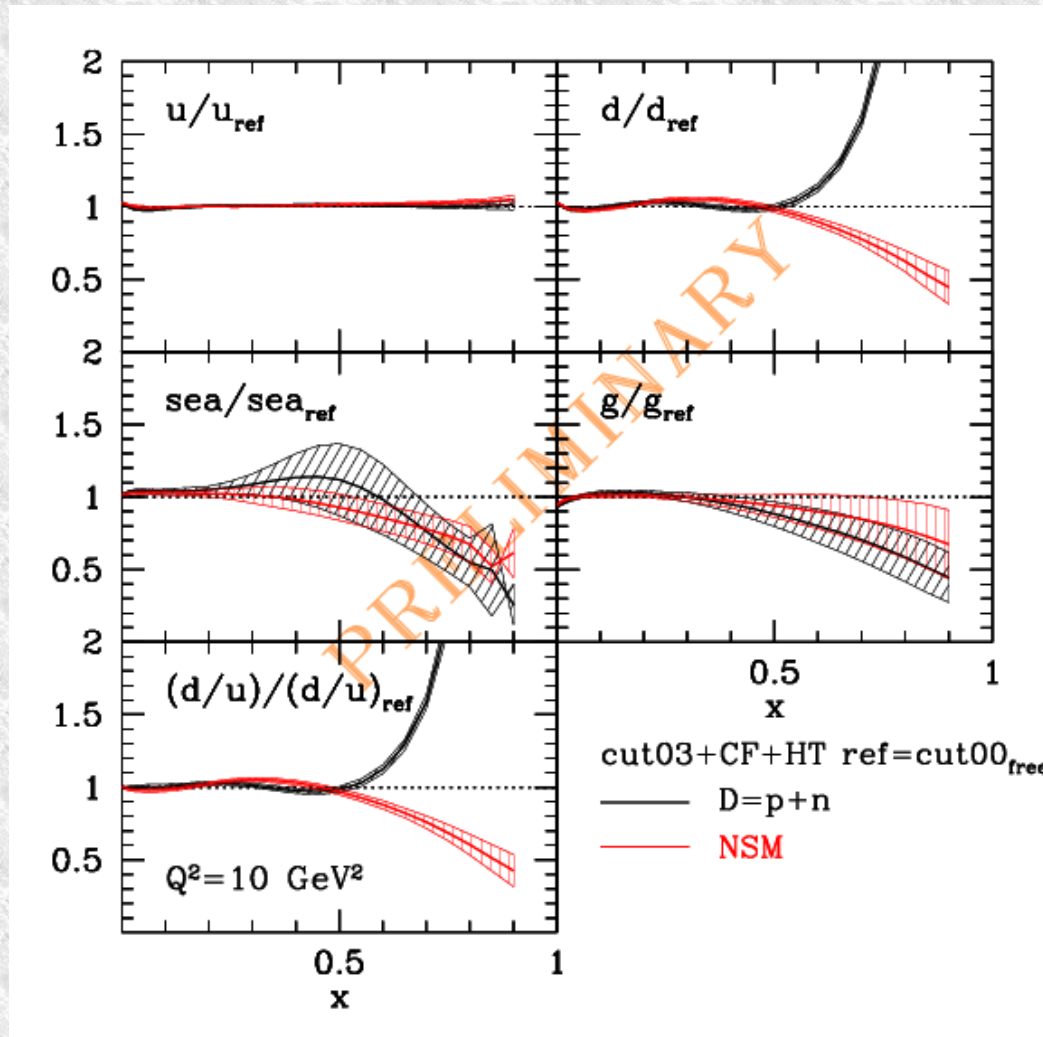 2
1.5
1
0.5
u/u_ref
d/d_ref
2
1.5
1
0.5
sea/sea_ref
g/g_ref
2
1.5
1
0.5
(d/u)/(d/u)_ref
Q²=10 GeV²
0.5
1
x
0.5
1
x
cut03+CF+HT ref=cut00_free
D=p+n
NSM
PRELIMINARY